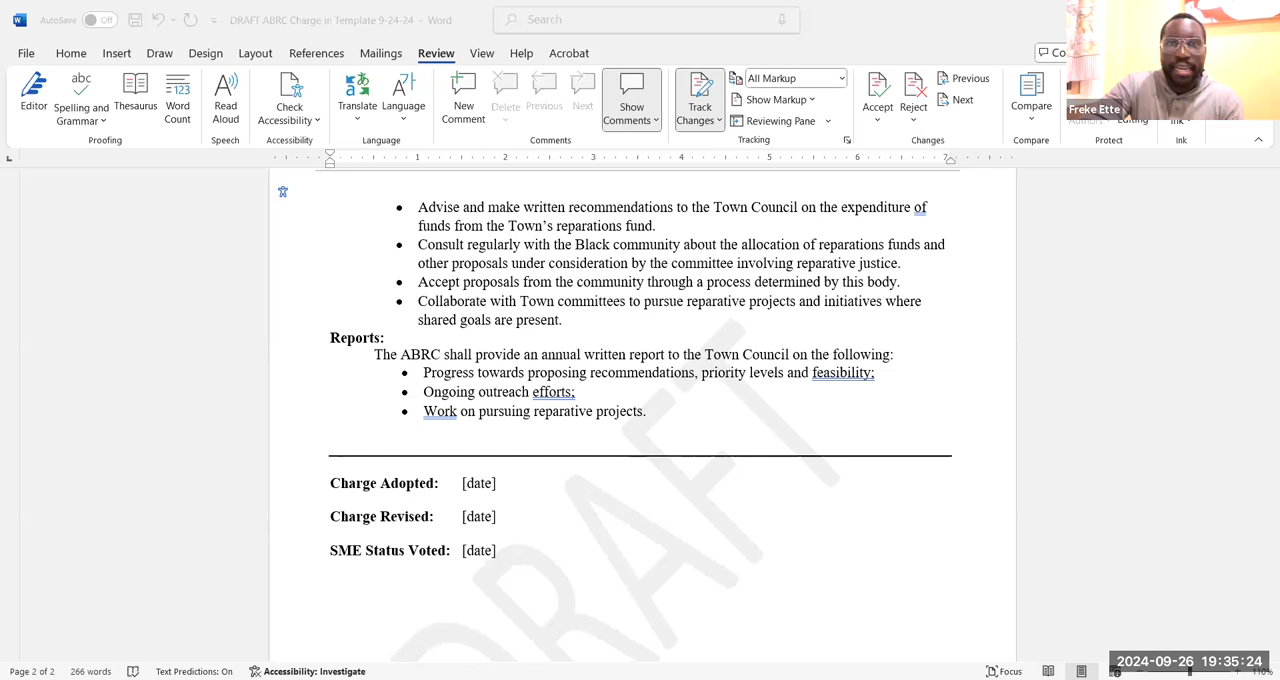 AutoSave Off DRAFT ABRC Charge in Template 9-24-24 - Word Search
File Home Insert Draw Design Layout References Mailings Review View Help Acrobat Co
Editor Spelling and Grammar Thesaurus Word Count Read Aloud Check Accessibility Translate Language New Comment Delete Previous Next Show Comments Track Changes All Markup Show Markup Reviewing Pane Accept Reject Previous Next Compare
Proofing Speech Accessibility Language Comments Tracking Changes Compare Protect Ink
Freke Ette
1 2 3 4 5 6 7
Advise and make written recommendations to the Town Council on the expenditure of
funds from the Town's reparations fund.
Consult regularly with the Black community about the allocation of reparations funds and
other proposals under consideration by the committee involving reparative justice.
Accept proposals from the community through a process determined by this body.
Collaborate with Town committees to pursue reparative projects and initiatives where
shared goals are present.
Reports:
The ABRC shall provide an annual written report to the Town Council on the following:
Progress towards proposing recommendations, priority levels and feasibility;
Ongoing outreach efforts;
Work on pursuing reparative projects.
Charge Adopted: [date]
Charge Revised: [date]
SME Status Voted: [date]
DRAFT
Page 2 of 2 266 words Text Predictions: On Accessibility: Investigate Focus 110%
2024-09-26 19:35:24